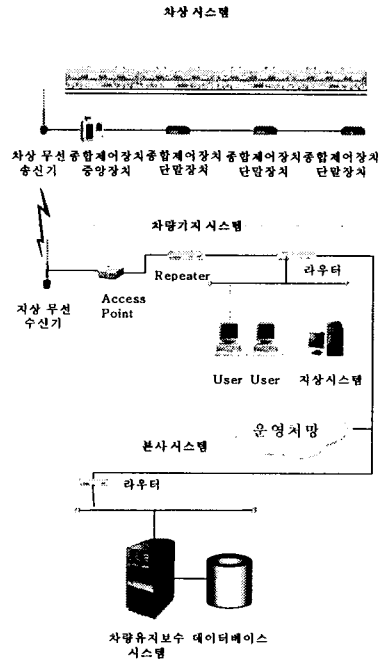 차상 시스템
차상 무선 종합제어장치 종합제어장치 종합제어장치 종합제어장치
송신기 중앙장치 단말장치 단말장치 단말장치
차량기지 시스템
Repeater
라우터
Access
Point
지상 무선
수신기
User User 지상시스템
운영처망
본사 시스템
라우터
차량유지보수 데이터베이스
시스템